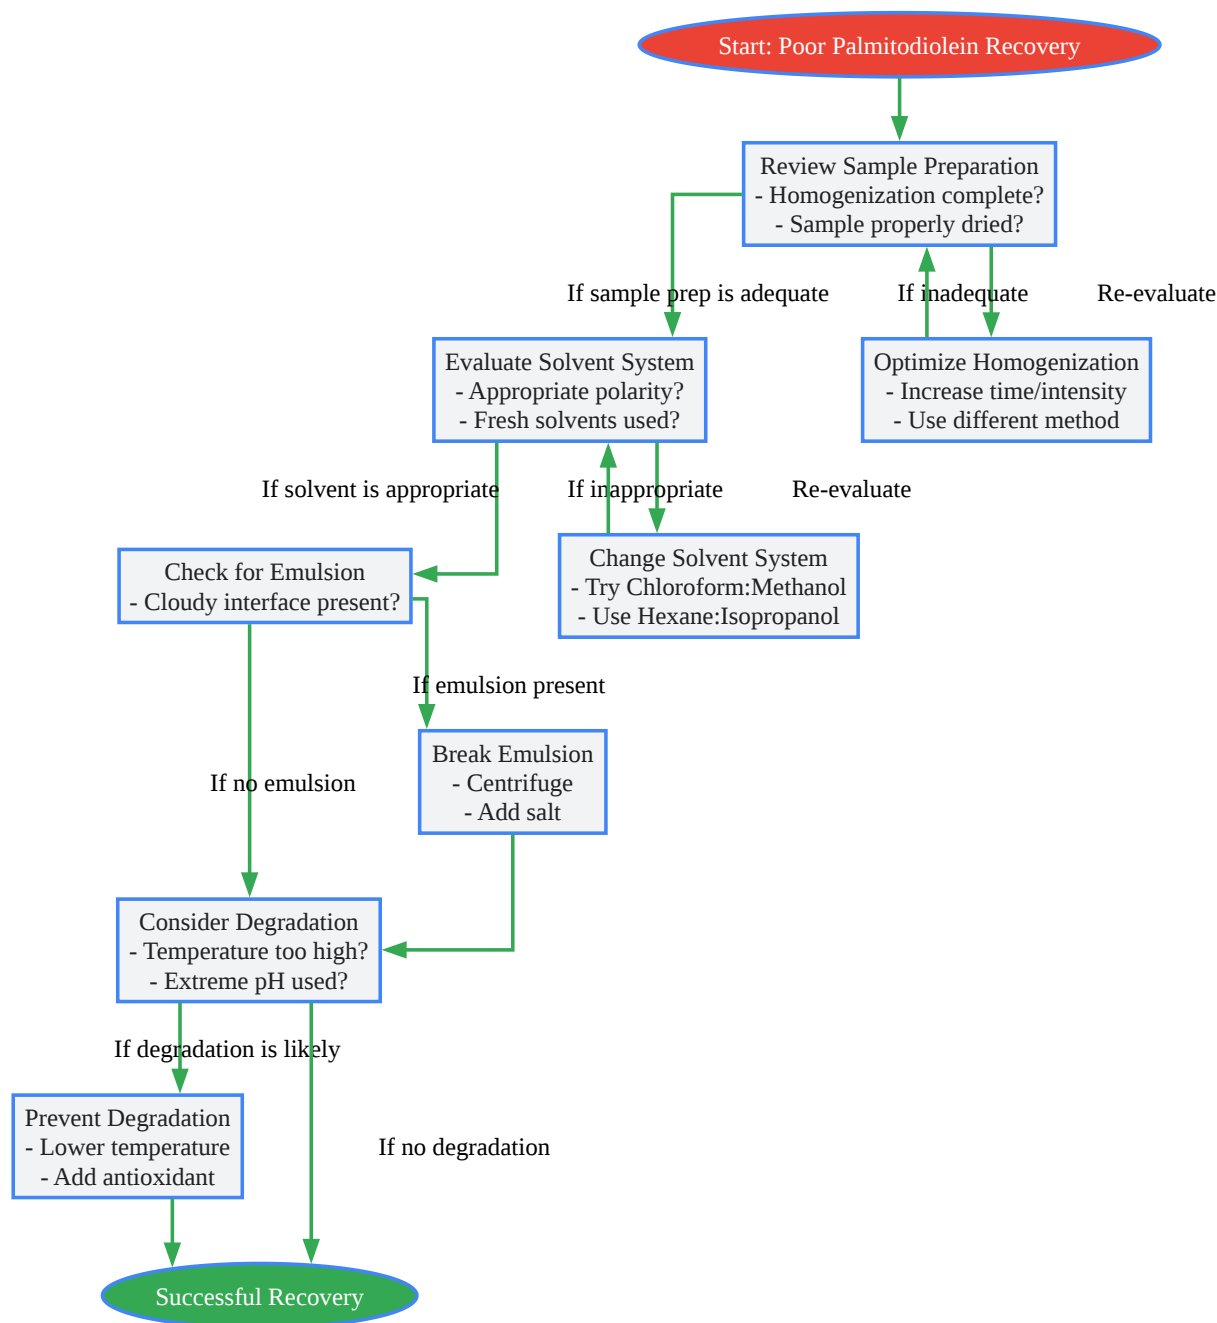 Start: Poor Palmitodiolein Recovery
Review Sample Preparation
- Homogenization complete?
- Sample properly dried?
If sample prep is adequate
If inadequate
Re-evaluate
Evaluate Solvent System
- Appropriate polarity?
- Fresh solvents used?
Optimize Homogenization
- Increase time/intensity
- Use different method
If solvent is appropriate
If inappropriate
Re-evaluate
Check for Emulsion
- Cloudy interface present?
Change Solvent System
- Try Chloroform:Methanol
- Use Hexane:Isopropanol
If emulsion present
Break Emulsion
- Centrifuge
- Add salt
If no emulsion
Consider Degradation
- Temperature too high?
- Extreme pH used?
If degradation is likely
Prevent Degradation
- Lower temperature
- Add antioxidant
If no degradation
Successful Recovery